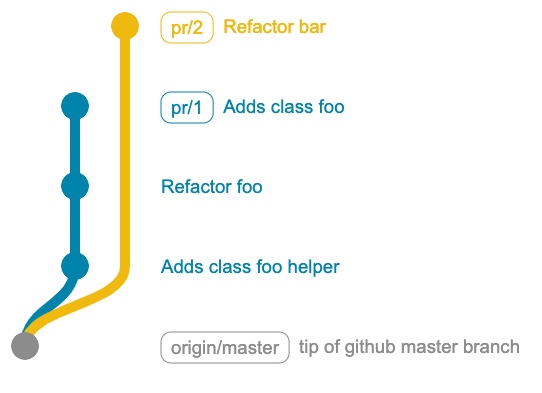 pr/2 Refactor bar
pr/1 Adds class foo
Refactor foo
Adds class foo helper
origin/master tip of github master branch